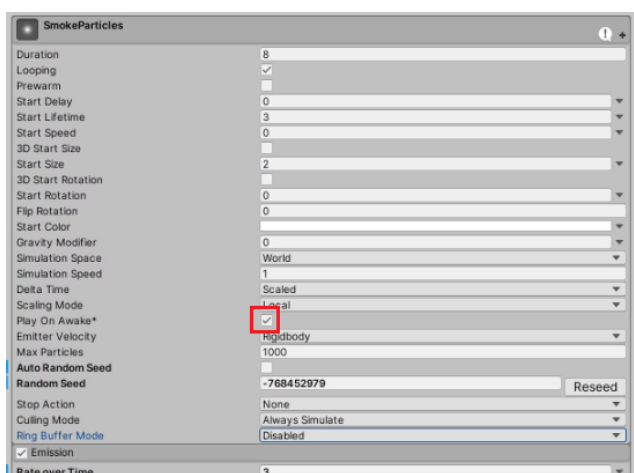 SmokeParticles
Duration 8
Looping
Prewarm
Start Delay 0
Start Lifetime 3
Start Speed 0
3D Start Size
Start Size 2
3D Start Rotation
Start Rotation 0
Flip Rotation 0
Start Color
Gravity Modifier 0
Simulation Space World
Simulation Speed 1
Delta Time Scaled
Scaling Mode Local
Play On Awake*
Emitter Velocity Rigidbody
Max Particles 1000
Auto Random Seed
Random Seed -768452979 Reseed
Stop Action None
Culling Mode Always Simulate
Ring Buffer Mode Disabled
Emission
Rate over Time 3